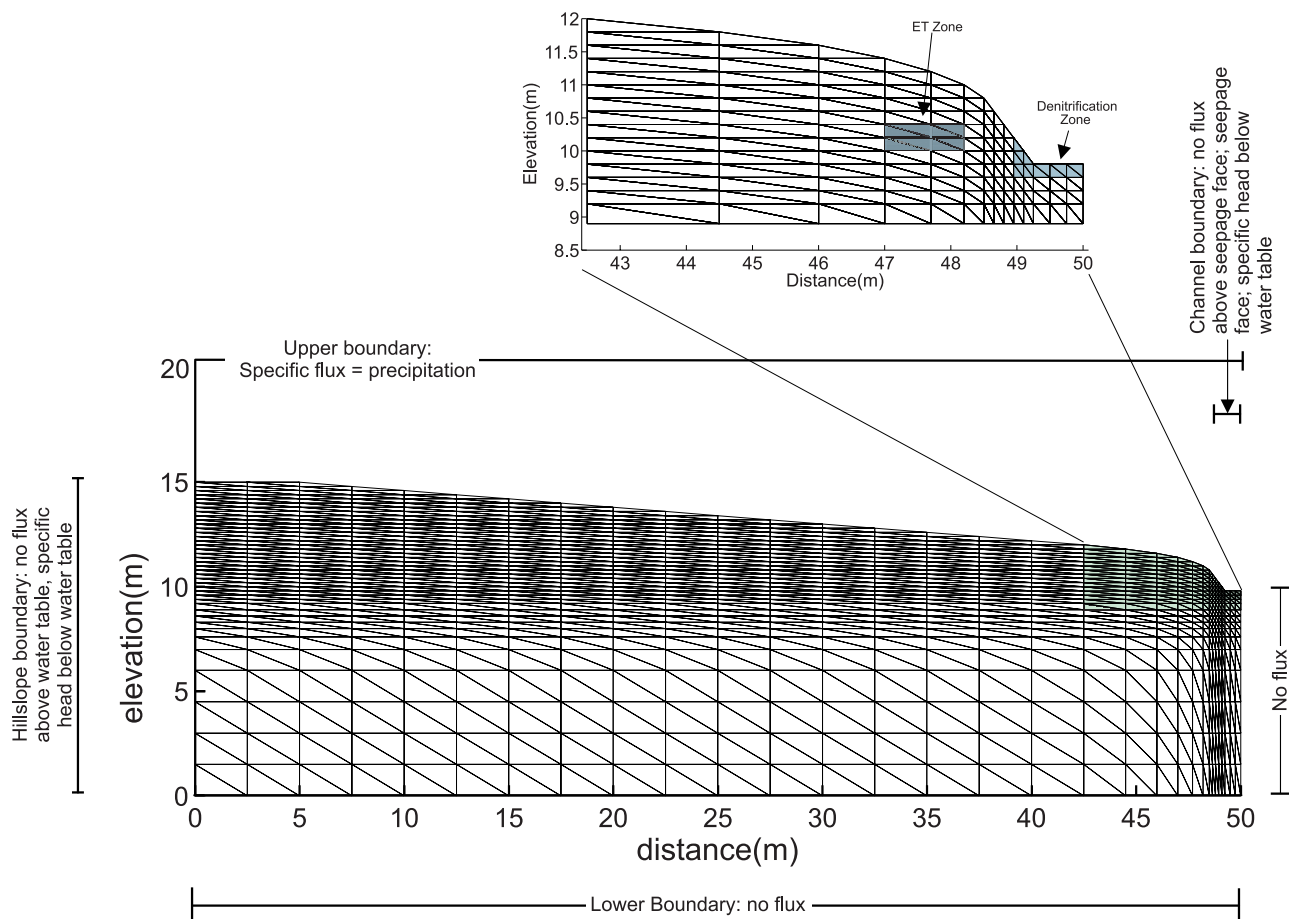 12
11.5
11
10.5
10
9.5
9
8.5
Elevation(m)
ET Zone
Denitrification
Zone
43 44 45 46 47 48 49 50
Distance(m)
Channel boundary: no flux
above seepage face; seepage
face; specific head below
water table
Upper boundary:
Specific flux = precipitation
20
15
10
5
0
elevation(m)
Hillslope boundary: no flux
above water table, specific
head below water table
No flux
0 5 10 15 20 25 30 35 40 45 50
distance(m)
Lower Boundary: no flux